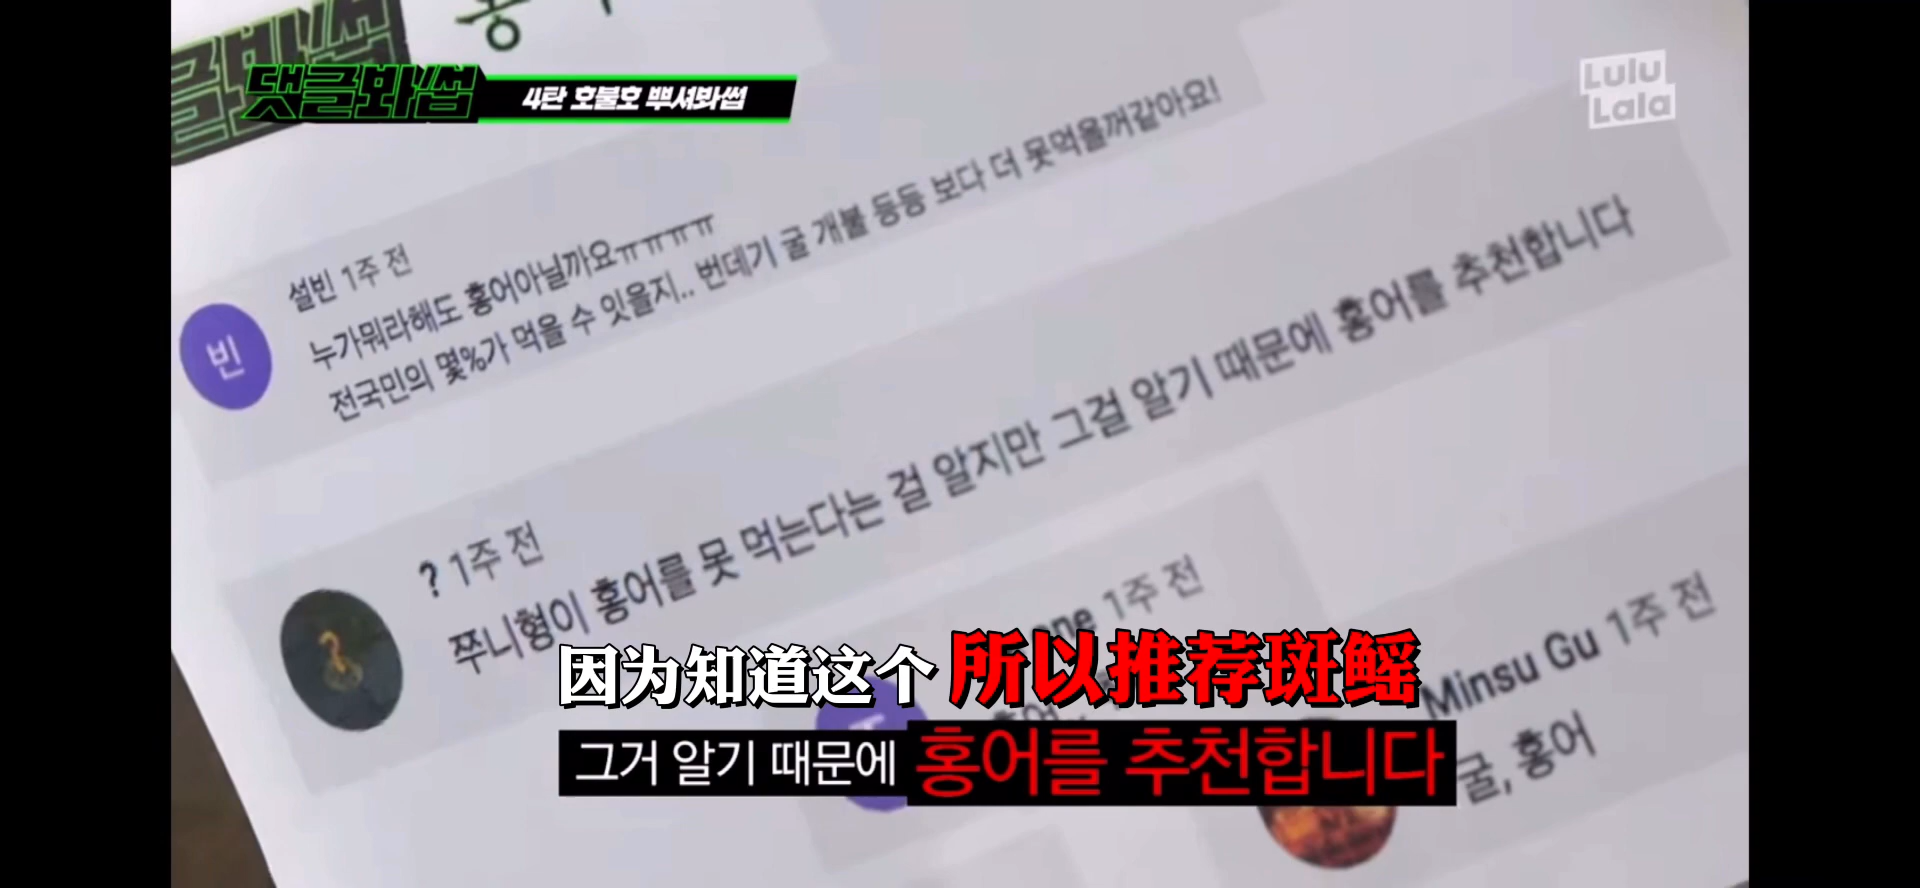 댓글봐썹
4탄 호불호 뿌셔봐썹
Lulu
Lala
설빈 1주 전
누가뭐라해도 홍어아닐까요ㅠㅠㅠㅠ
전국민의 몇%가 먹을 수 잇을지.. 번데기 굴 개불 등등 보다 더 못먹을꺼같아요!
빈
? 1주 전
쭈니형이 홍어를 못 먹는다는 걸 알지만 그걸 알기 때문에 홍어를 추천합니다
one 1주 전
Minsu Gu 1주 전
굴, 홍어
因为知道这个 所以推荐斑鳐
그거 알기 때문에 홍어를 추천합니다